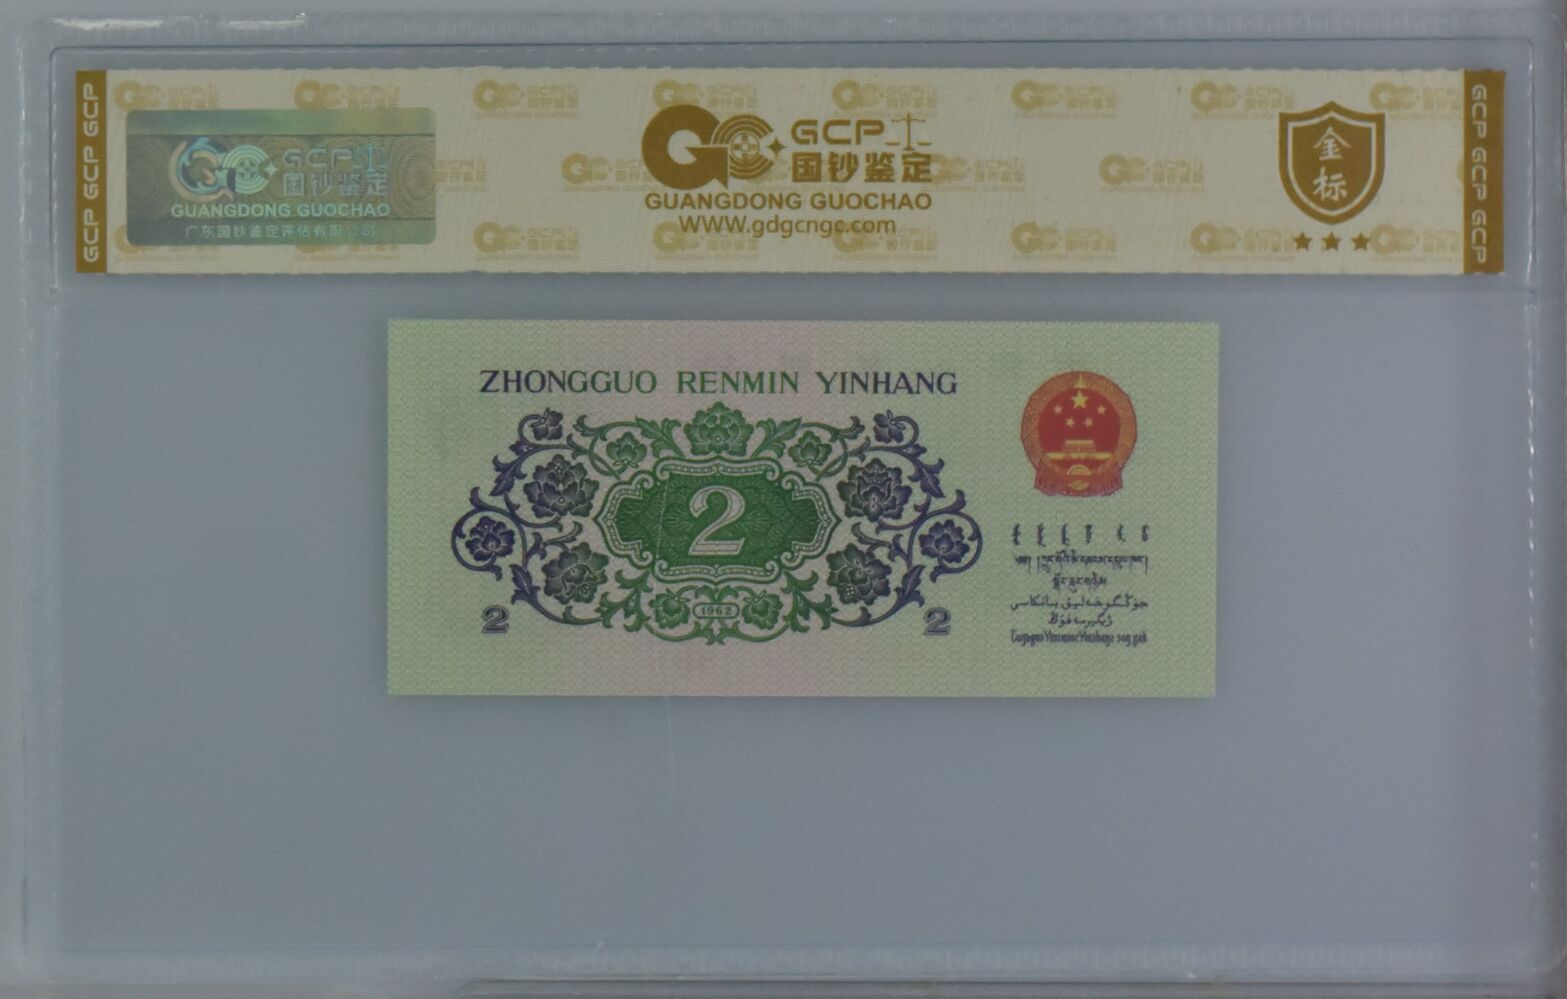 GCP GCP GCP
GCP
国钞鉴定
GUANGDONG GUOCHAO
广东国钞鉴定评估有限公司
GCP
国钞鉴定
GUANGDONG GUOCHAO
WWW.gdgcngc.com
金
标
GCP GCP GCP
ZHONGGUO RENMIN YINHANG
2
1962
2
2